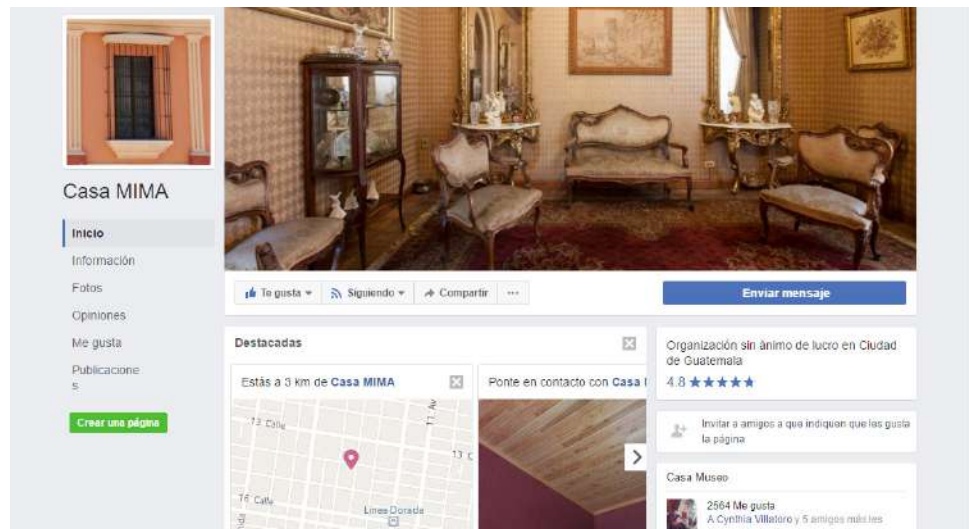 Casa MIMA
Inicio
Información
Fotos
Opiniones
Me gusta
Publicacione
s
Crear una página
Te gusta
Siguiendo
Compartir
Enviar mensaje
Destacadas
Estás a 3 km de Casa MIMA
13 Calle
11 Av
13 C
16 Calle
Linea Dorada
Ponte en contacto con Casa
Organización sin ánimo de lucro en Ciudad
de Guatemala
4.8
Invitar a amigos a que indiquen que les gusta
la página
Casa Museo
2564 Me gusta
A Cynthia Villatoro y 5 amigos más les